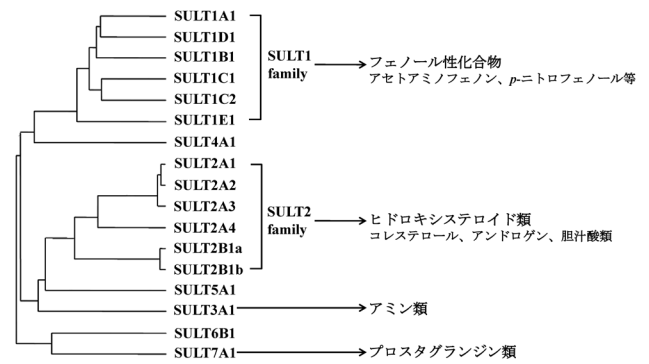 SULT1A1
SULT1D1
SULT1B1
SULT1C1
SULT1C2
SULT1E1
SULT1
family
フェノール性化合物
アセトアミノフェノン、p-ニトロフェノール等
SULT4A1
SULT2A1
SULT2A2
SULT2A3
SULT2A4
SULT2B1a
SULT2B1b
SULT2
family
ヒドロキシステロイド類
コレステロール、アンドロゲン、胆汁酸類
SULT5A1
SULT3A1
アミン類
SULT6B1
SULT7A1
プロスタグランジン類